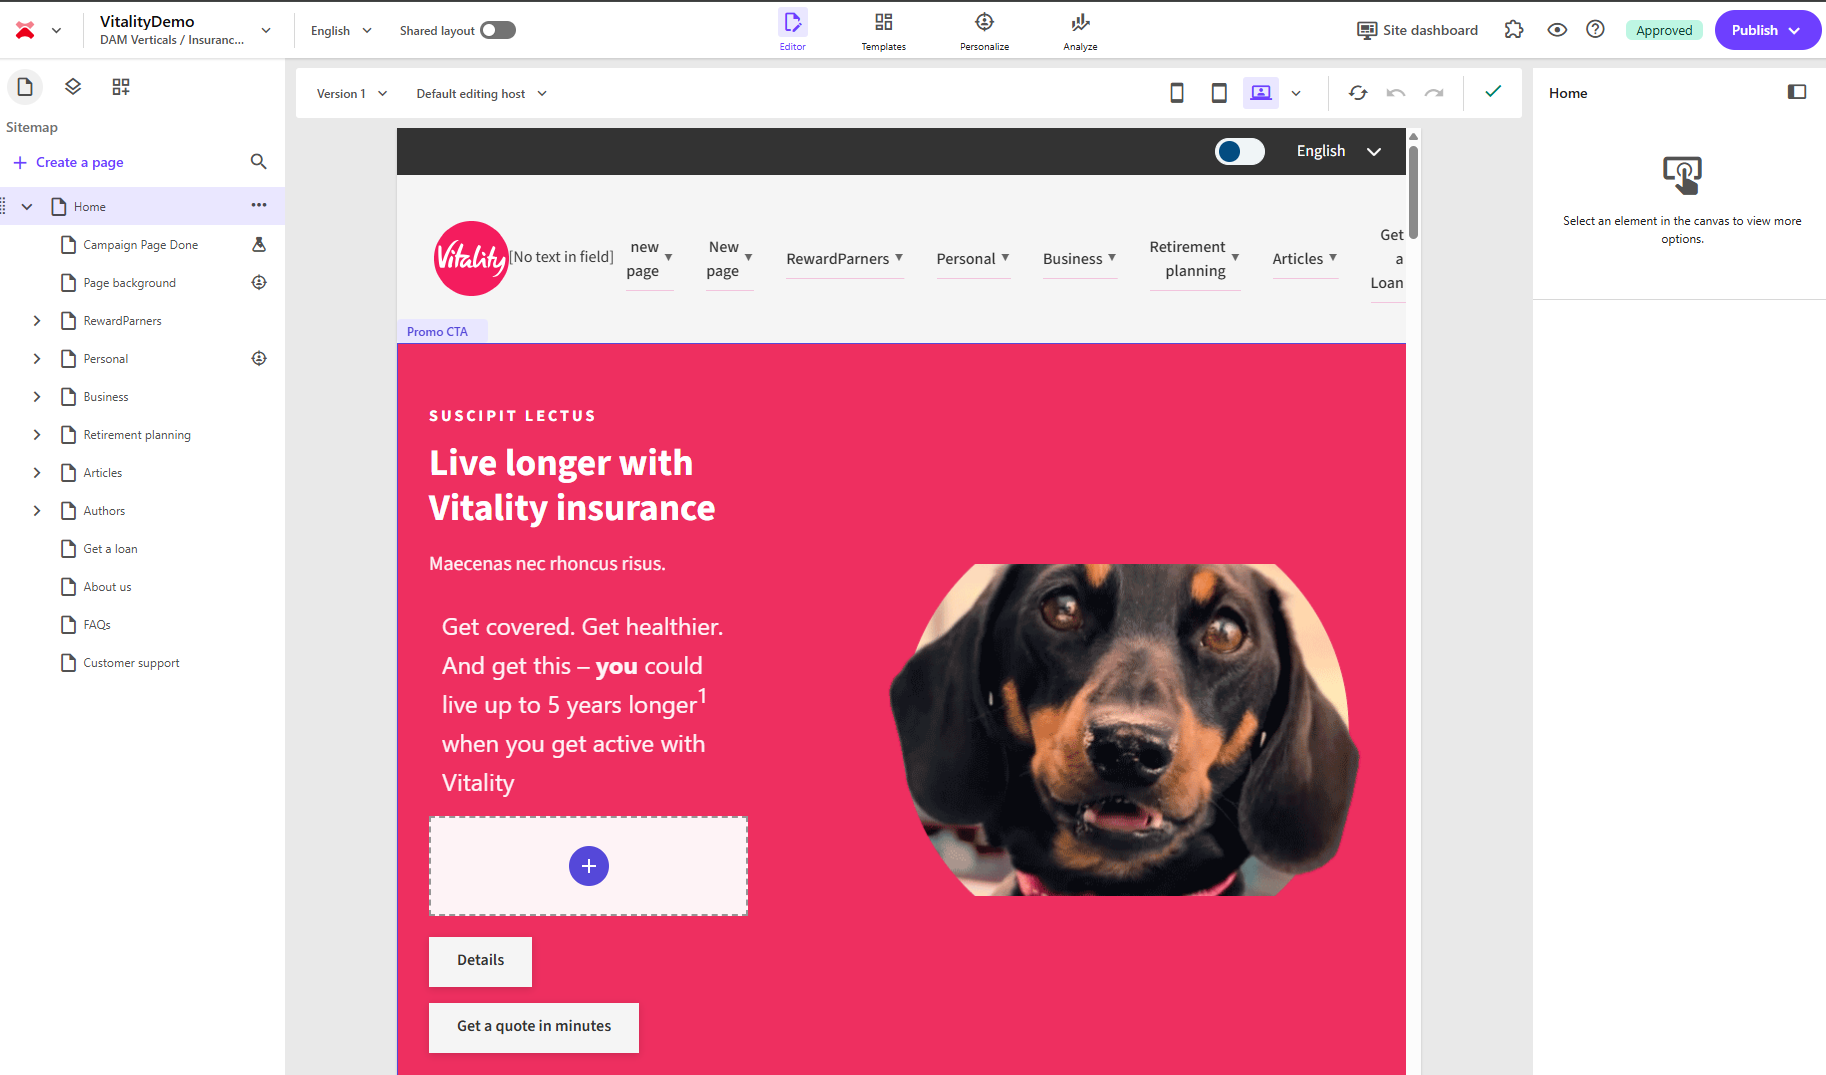 VitalityDemo
DAM Verticals / Insuranc...
English
Shared layout
Editor
Templates
Personalize
Analyze
Site dashboard
Approved
Publish
Sitemap
Create a page
Home
Campaign Page Done
Page background
RewardParners
Personal
Business
Retirement planning
Articles
Authors
Get a loan
About us
FAQs
Customer support
Version 1
Default editing host
English
Vitality
[No text in field]
new
page
New
page
RewardParners
Personal
Business
Retirement
planning
Articles
Get
a
Loan
Promo CTA
SUSCIPIT LECTUS
Live longer with
Vitality insurance
Maecenas nec rhoncus risus.
Get covered. Get healthier.
And get this – you could
live up to 5 years longer1
when you get active with
Vitality
Details
Get a quote in minutes
Home
Select an element in the canvas to view more
options.